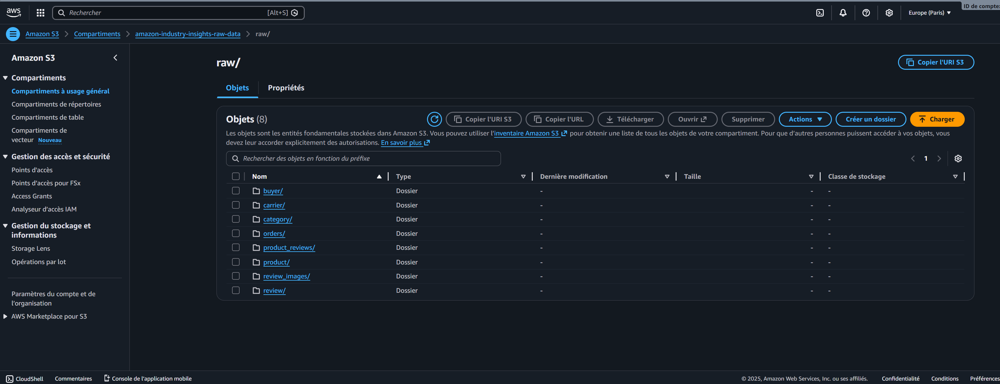 aws
Rechercher
[Alt+S]
Europe (Paris)
ID de compte:
Amazon S3
Compartiments
amazon-industry-insights-raw-data
raw/
Amazon S3
Compartiments
Compartiments à usage général
Compartiments de répertoires
Compartiments de table
Compartiments de
vecteur Nouveau
Gestion des accès et sécurité
Points d'accès
Points d’accès pour FSx
Access Grants
Analyseur d’accès IAM
Gestion du stockage et
informations
Storage Lens
Opérations par lot
Paramètres du compte et de
l’organisation
AWS Marketplace pour S3
raw/
Copier l'URI S3
Objets
Propriétés
Objets (8)
Copier l'URI S3
Copier l'URL
Télécharger
Ouvrir
Supprimer
Actions
Créer un dossier
Charger
Les objets sont les entités fondamentales stockées dans Amazon S3. Vous pouvez utiliser l’inventaire Amazon S3 pour obtenir une liste de tous les objets de votre compartiment. Pour que d’autres personnes puissent accéder à vos objets, vous
devez leur accorder explicitement des autorisations. En savoir plus
Rechercher des objets en fonction du préfixe
1
Nom Type Dernière modification Taille Classe de stockage
buyer/ Dossier - - -
carrier/ Dossier - - -
category/ Dossier - - -
orders/ Dossier - - -
product_reviews/ Dossier - - -
product/ Dossier - - -
review_images/ Dossier - - -
review/ Dossier - - -
CloudShell
Commentaires
Console de l’application mobile
© 2025, Amazon Web Services, Inc. ou ses affiliés.
Confidentialité
Conditions
Préférences